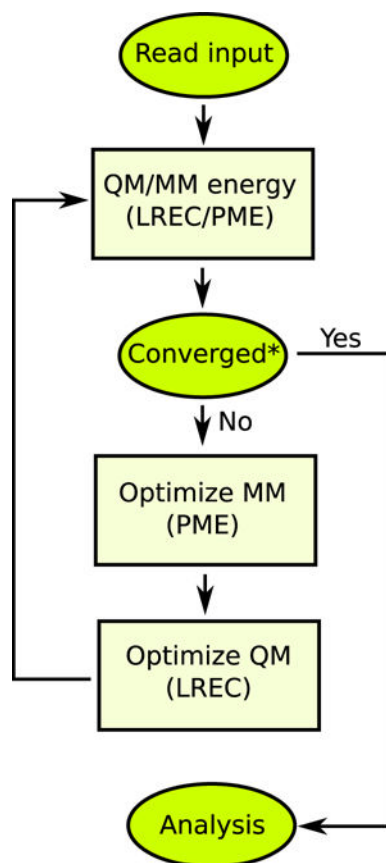 Read input
QM/MM energy
(LREC/PME)
Converged*
Yes
No
Optimize MM
(PME)
Optimize QM
(LREC)
Analysis